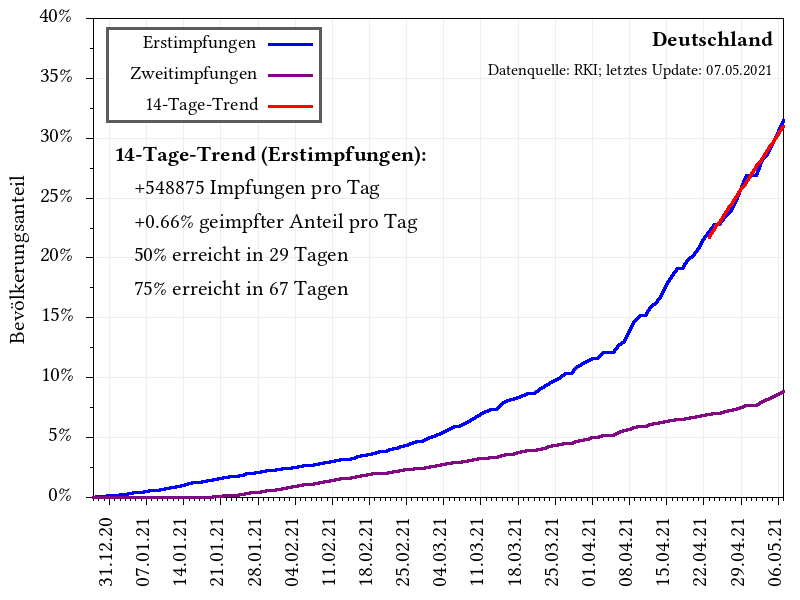 Deutschland
Datenquelle: RKI; letztes Update: 07.05.2021
Erstimpfungen
Zweitimpfungen
14-Tage-Trend
14-Tage-Trend (Erstimpfungen):
+548875 Impfungen pro Tag
+0.66% geimpfter Anteil pro Tag
50% erreicht in 29 Tagen
75% erreicht in 67 Tagen
Bevölkerungsanteil
40%
35%
30%
25%
20%
15%
10%
5%
0%
31.12.20
07.01.21
14.01.21
21.01.21
28.01.21
04.02.21
11.02.21
18.02.21
25.02.21
04.03.21
11.03.21
18.03.21
25.03.21
01.04.21
08.04.21
15.04.21
22.04.21
29.04.21
06.05.21